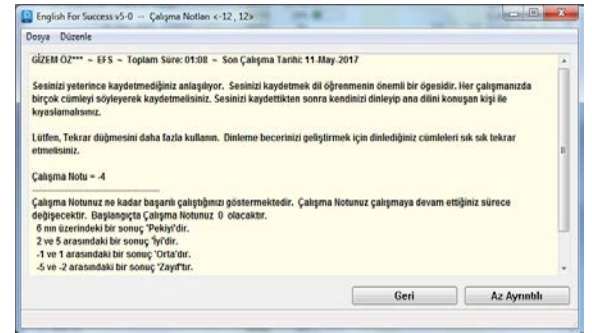 English For Success v5-0 -- Çalışma Notları <-12 , 12>
Dosya Düzenle
GİZEM ÖZ*** ~ EFS ~ Toplam Süre: 01:08 ~ Son Çalışma Tarihi: 11-May-2017
Sesinizi yeterince kaydetmediğiniz anlaşılıyor. Sesinizi kaydetmek dil öğrenmenin önemli bir ögesidir. Her çalışmanızda
birçok cümleyi söyleyerek kaydetmelisiniz. Sesinizi kaydettikten sonra kendinizi dinleyip ana dilini konuşan kişi ile
kıyaslamalısınız.
Lütfen, Tekrar düğmesini daha fazla kullanın. Dinleme becerinizi geliştirmek için dinlediğiniz cümleleri sık sık tekrar
etmelisiniz.
Çalışma Notu = -4
----------------------------------------
Çalışma Notunuz ne kadar başarılı çalıştığınızı göstermektedir. Çalışma Notunuz çalışmaya devam ettiğiniz sürece
değişecektir. Başlangıçta Çalışma Notunuz 0 olacaktır.
6 nın üzerindeki bir sonuç 'Pekiyi'dir.
2 ve 5 arasındaki bir sonuç 'İyi'dir.
-1 ve 1 arasındaki bir sonuç 'Orta'dır.
-5 ve -2 arasındaki bir sonuç 'Zayıf'tır.
Geri Az Ayrıntılı